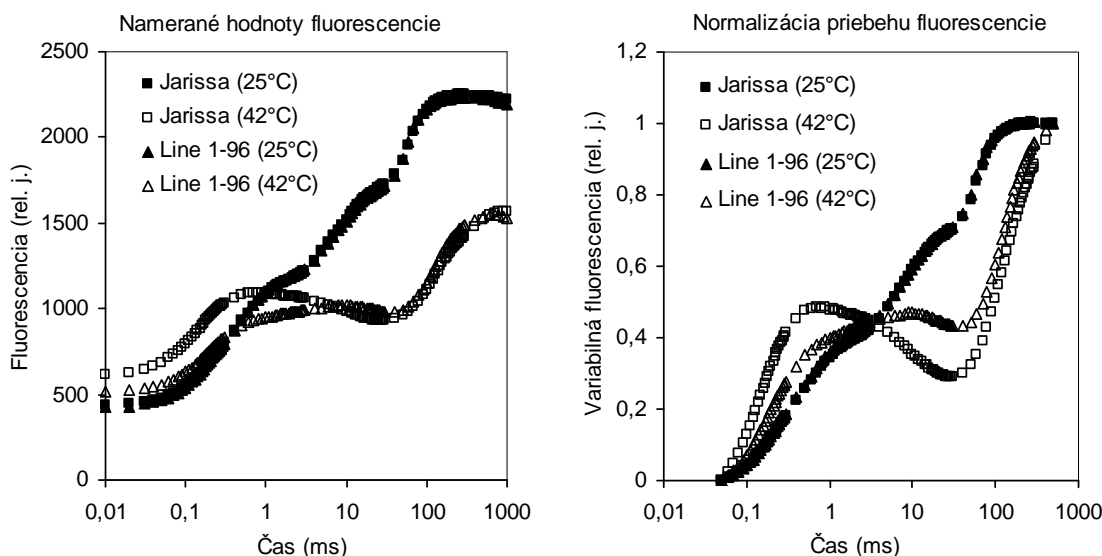 Namerané hodnoty fluorescencie
2500
2000
1500
1000
500
0
Fluorescencia (rel. j.)
Jarissa (25°C)
Jarissa (42°C)
Line 1-96 (25°C)
Line 1-96 (42°C)
0,01 0,1 1 10 100 1000
Čas (ms)
Normalizácia priebehu fluorescencie
1,2
1
0,8
0,6
0,4
0,2
0
Variabilná fluorescencia (rel. j.)
Jarissa (25°C)
Jarissa (42°C)
Line 1-96 (25°C)
Line 1-96 (42°C)
0,01 0,1 1 10 100 1000
Čas (ms)